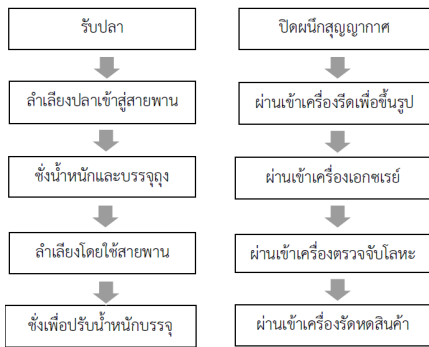 รับปลา
ลำเลียงปลาเข้าสู่สายพาน
ชั่งน้ำหนักและบรรจุถุง
ลำเลียงโดยใช้สายพาน
ชั่งเพื่อปรับน้ำหนักบรรจุ
ปิดผนึกสุญญากาศ
ผ่านเข้าเครื่องรีดเพื่อขึ้นรูป
ผ่านเข้าเครื่องเอกซเรย์
ผ่านเข้าเครื่องตรวจจับโลหะ
ผ่านเข้าเครื่องรัดหดสินค้า